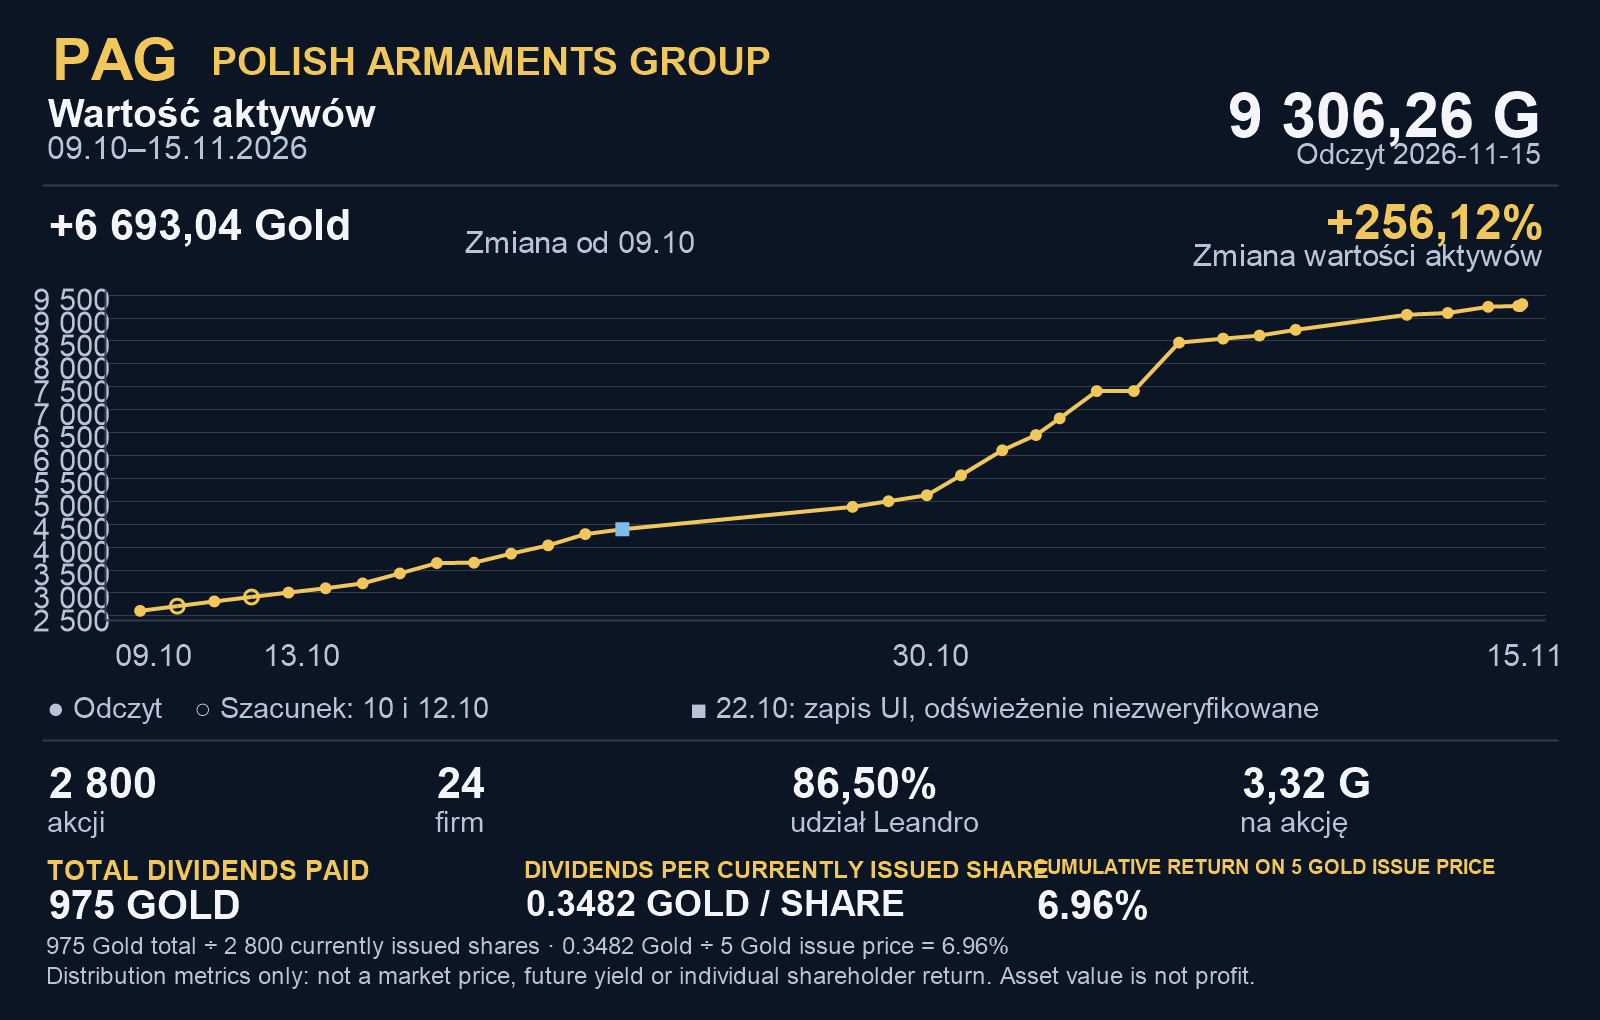 PAG POLISH ARMAMENTS GROUP
Wartość aktywów
09.10–15.11.2026
9 306,26 G
Odczyt 2026-11-15
+6 693,04 Gold
Zmiana od 09.10
+256,12%
Zmiana wartości aktywów
9 500
9 000
8 500
8 000
7 500
7 000
6 500
6 000
5 500
5 000
4 500
4 000
3 500
3 000
2 500
09.10 13.10 30.10 15.11
● Odczyt ○ Szacunek: 10 i 12.10 ■ 22.10: zapis UI, odświeżenie niezweryfikowane
2 800 24 86,50% 3,32 G
akcji firm udział Leandro na akcję
TOTAL DIVIDENDS PAID DIVIDENDS PER CURRENTLY ISSUED SHARE CUMULATIVE RETURN ON 5 GOLD ISSUE PRICE
975 GOLD 0.3482 GOLD / SHARE 6.96%
975 Gold total ÷ 2 800 currently issued shares · 0.3482 Gold ÷ 5 Gold issue price = 6.96%
Distribution metrics only: not a market price, future yield or individual shareholder return. Asset value is not profit.